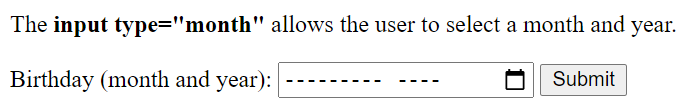 The input type="month" allows the user to select a month and year.
Birthday (month and year): --------- ---- Submit